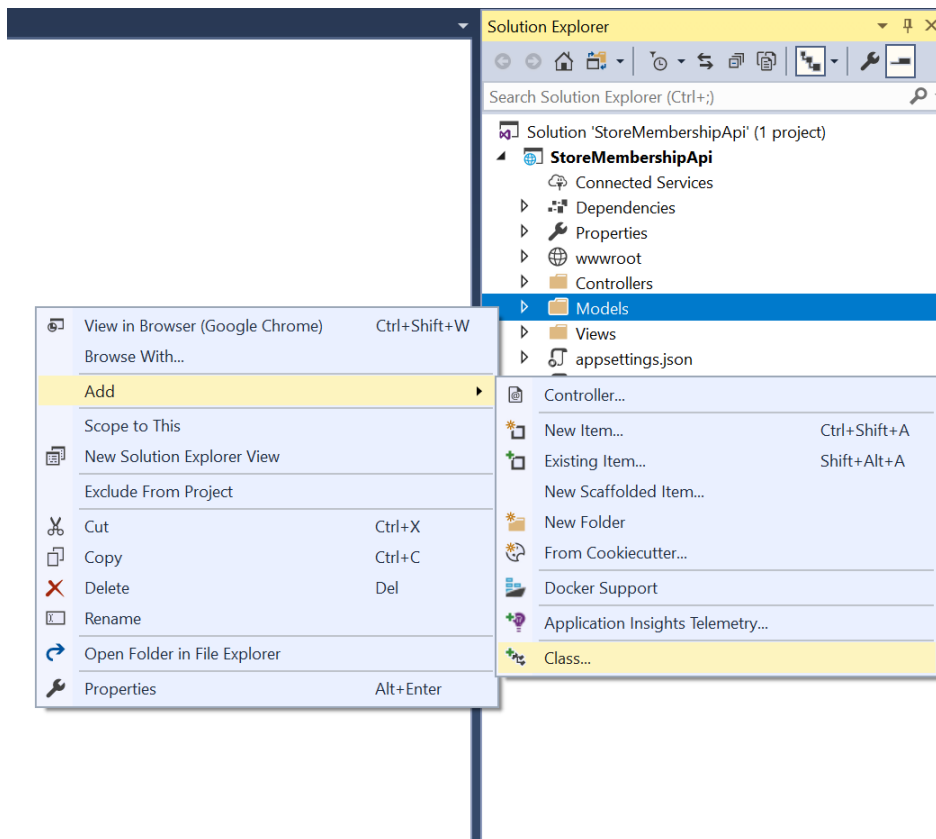 Solution Explorer
Search Solution Explorer (Ctrl+;)
Solution 'StoreMembershipApi' (1 project)
StoreMembershipApi
Connected Services
Dependencies
Properties
wwwroot
Controllers
Models
Views
appsettings.json
View in Browser (Google Chrome) Ctrl+Shift+W
Browse With...
Add
Scope to This
New Solution Explorer View
Exclude From Project
Cut Ctrl+X
Copy Ctrl+C
Delete Del
Rename
Open Folder in File Explorer
Properties Alt+Enter
Controller...
New Item... Ctrl+Shift+A
Existing Item... Shift+Alt+A
New Scaffolded Item...
New Folder
From Cookiecutter...
Docker Support
Application Insights Telemetry...
Class...